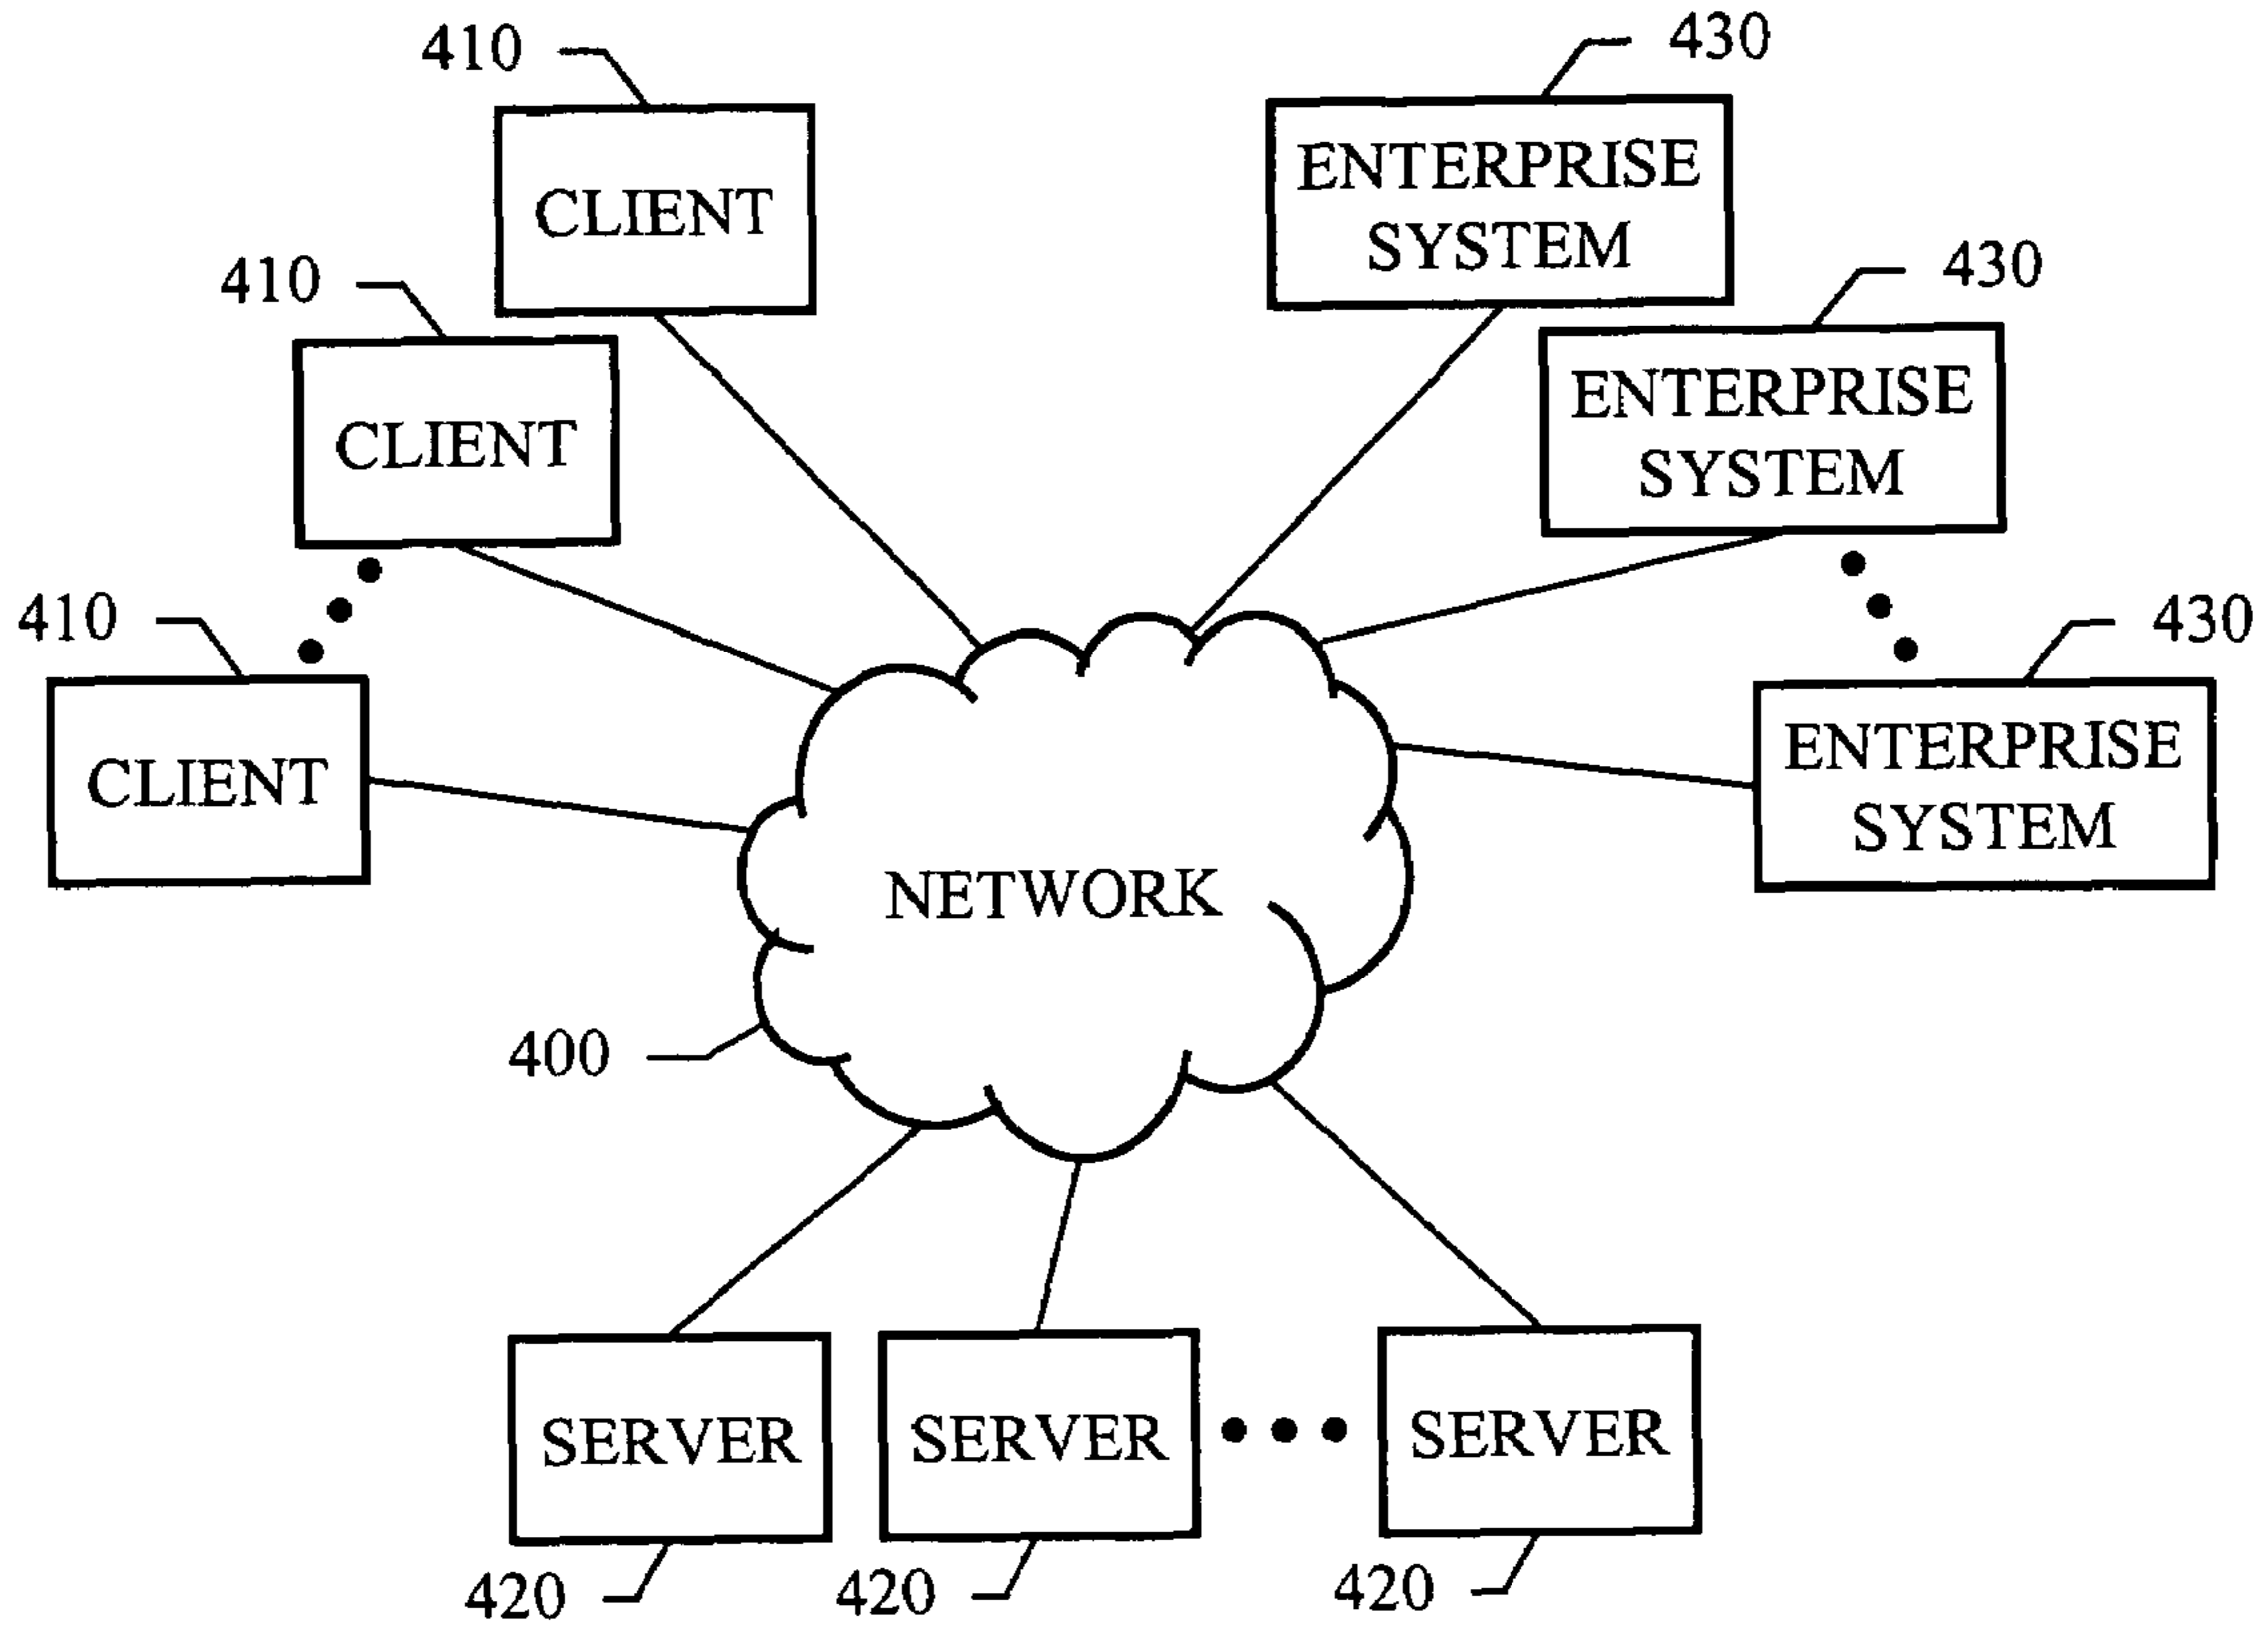 410
CLIENT
430
ENTERPRISE
SYSTEM
410
CLIENT
430
ENTERPRISE
SYSTEM
410
CLIENT
430
ENTERPRISE
SYSTEM
NETWORK
400
SERVER
420
SERVER
420
SERVER
420